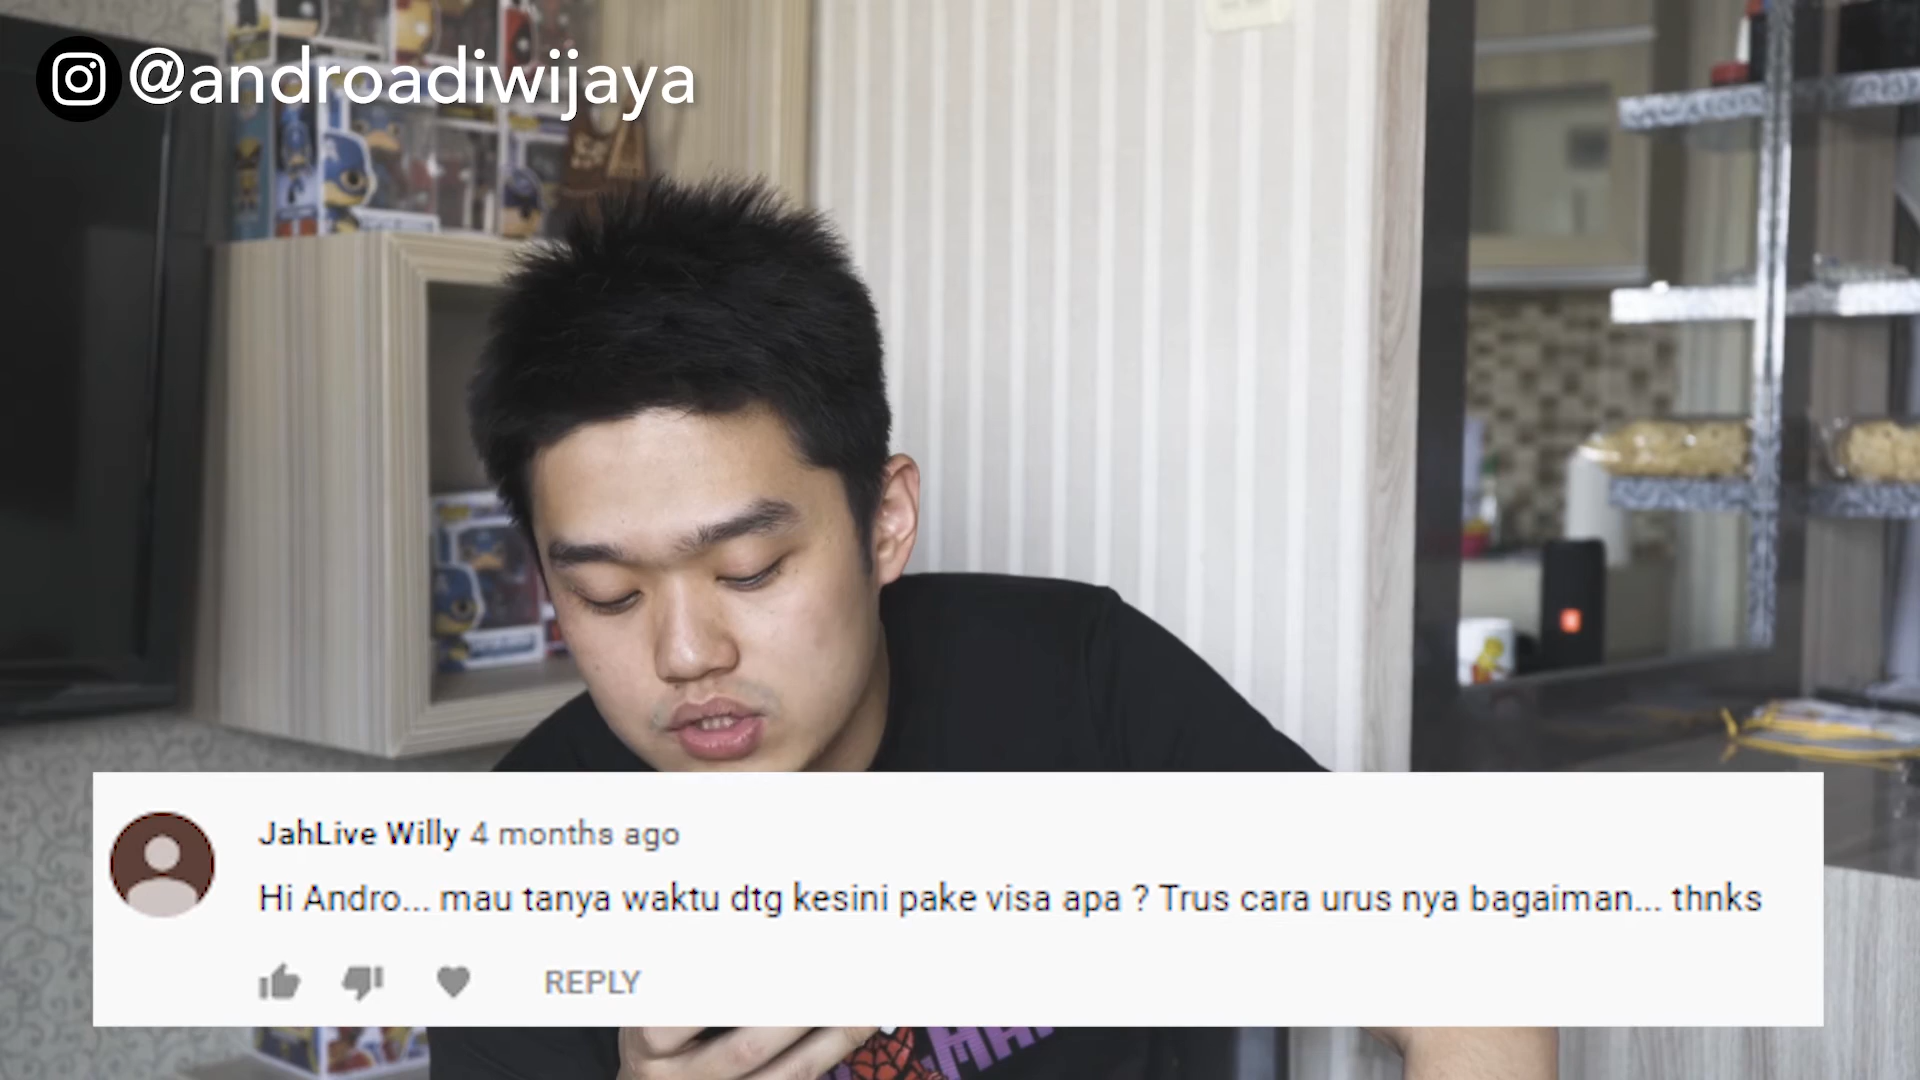 @androadiwijaya
JahLive Willy 4 months ago
Hi Andro... mau tanya waktu dtg kesini pake visa apa ? Trus cara urus nya bagaiman... thnks
REPLY